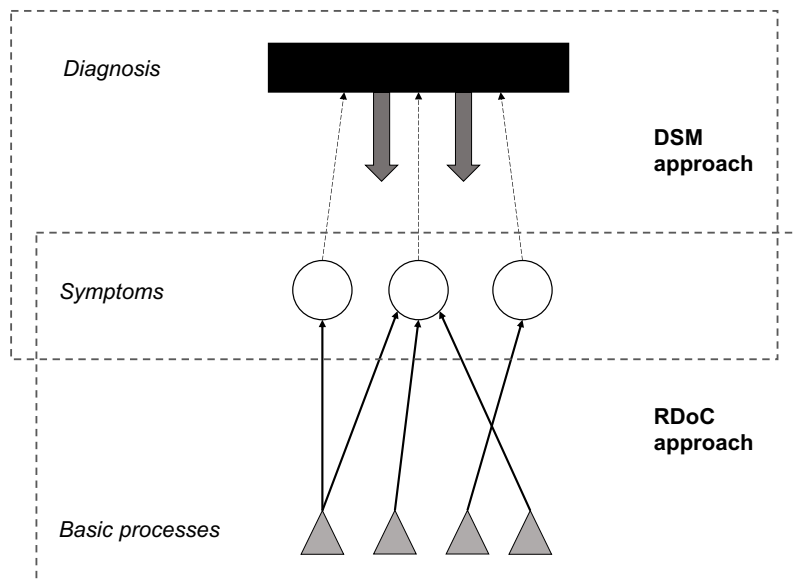 Diagnosis
DSM
approach
Symptoms
RDoC
approach
Basic processes